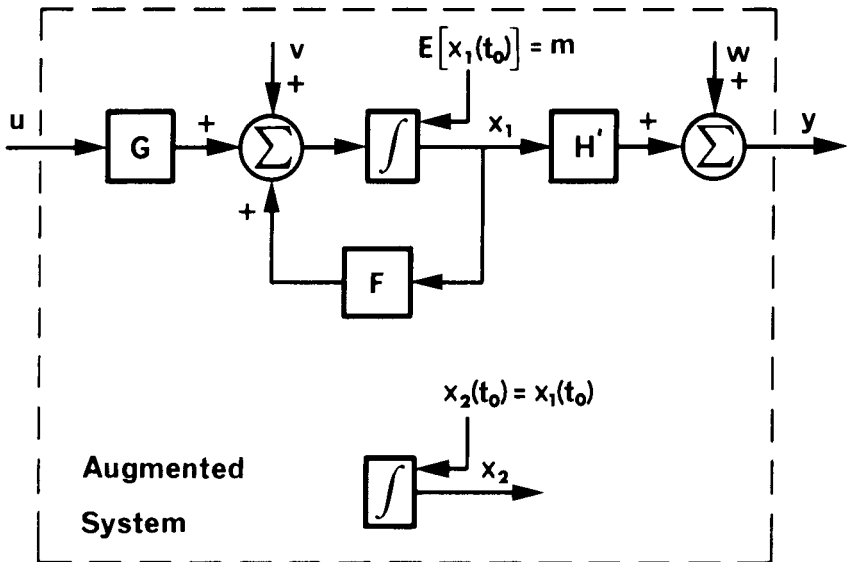 E[x₁(t₀)] = m
v
w
+
+
u
G
+
Σ
∫
x₁
H'
+
Σ
y
+
F
x₂(t₀) = x₁(t₀)
Augmented
∫
x₂
System